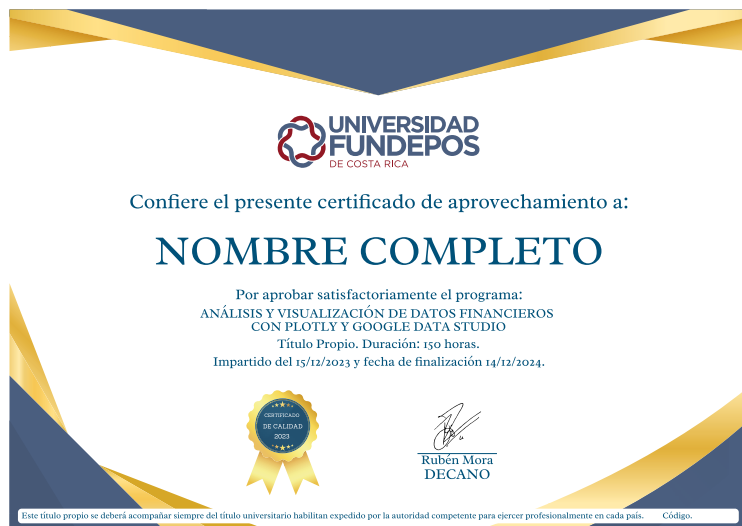 UNIVERSIDAD
FUNDEPOS
DE COSTA RICA
Confiere el presente certificado de aprovechamiento a:
NOMBRE COMPLETO
Por aprobar satisfactoriamente el programa:
ANÁLISIS Y VISUALIZACIÓN DE DATOS FINANCIEROS
CON PLOTLY Y GOOGLE DATA STUDIO
Título Propio. Duración: 150 horas.
Impartido del 15/12/2023 y fecha de finalización 14/12/2024.
CERTIFICADO
DE CALIDAD
2023
Rubén Mora
DECANO
Este título propio se deberá acompañar siempre del título universitario habilitan expedido por la autoridad competente para ejercer profesionalmente en cada país. Código.